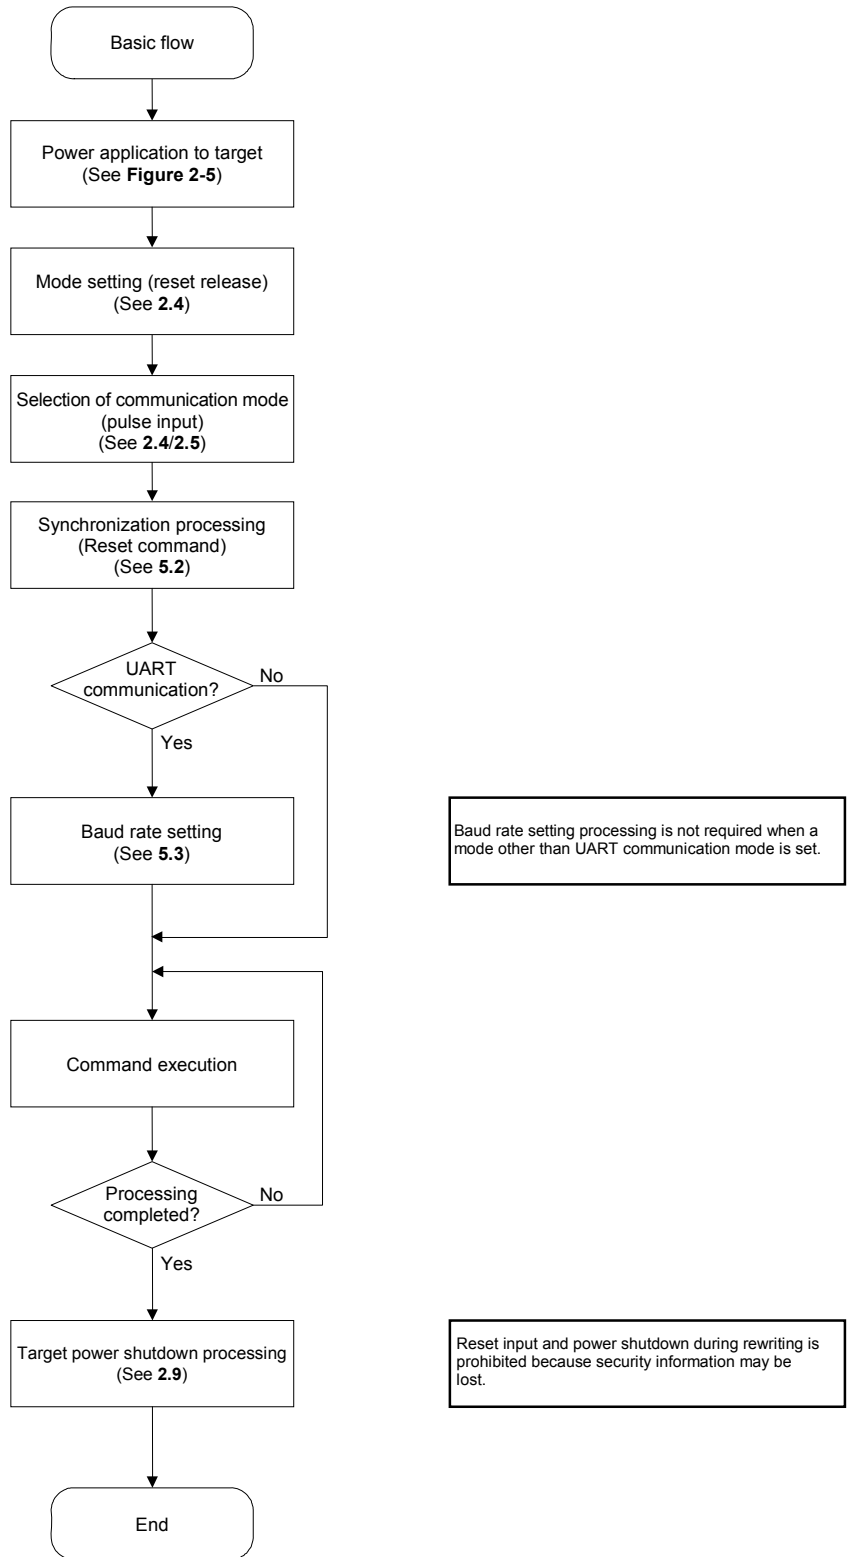 Basic flow
Power application to target
(See Figure 2-5)
Mode setting (reset release)
(See 2.4)
Selection of communication mode
(pulse input)
(See 2.4/2.5)
Synchronization processing
(Reset command)
(See 5.2)
UART
communication?
No
Yes
Baud rate setting
(See 5.3)
Baud rate setting processing is not required when a
mode other than UART communication mode is set.
Command execution
Processing
completed?
No
Yes
Target power shutdown processing
(See 2.9)
Reset input and power shutdown during rewriting is
prohibited because security information may be
lost.
End